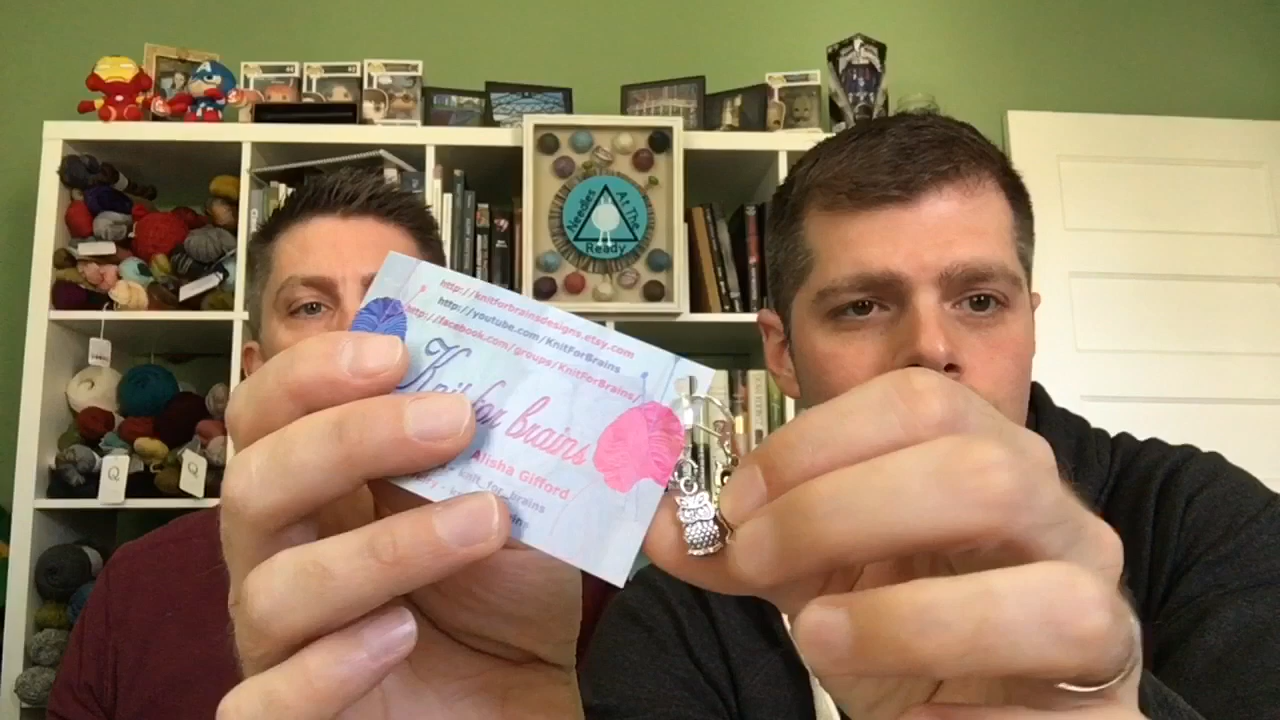 Needles At The
Ready
http://knitforbrainsdesigns.etsy.com
http://youtube.com/KnitForBrains
http://facebook.com/groups/KnitForBrains/
Knit for brains
Alisha Gifford
knit_for_brains
Q
Q